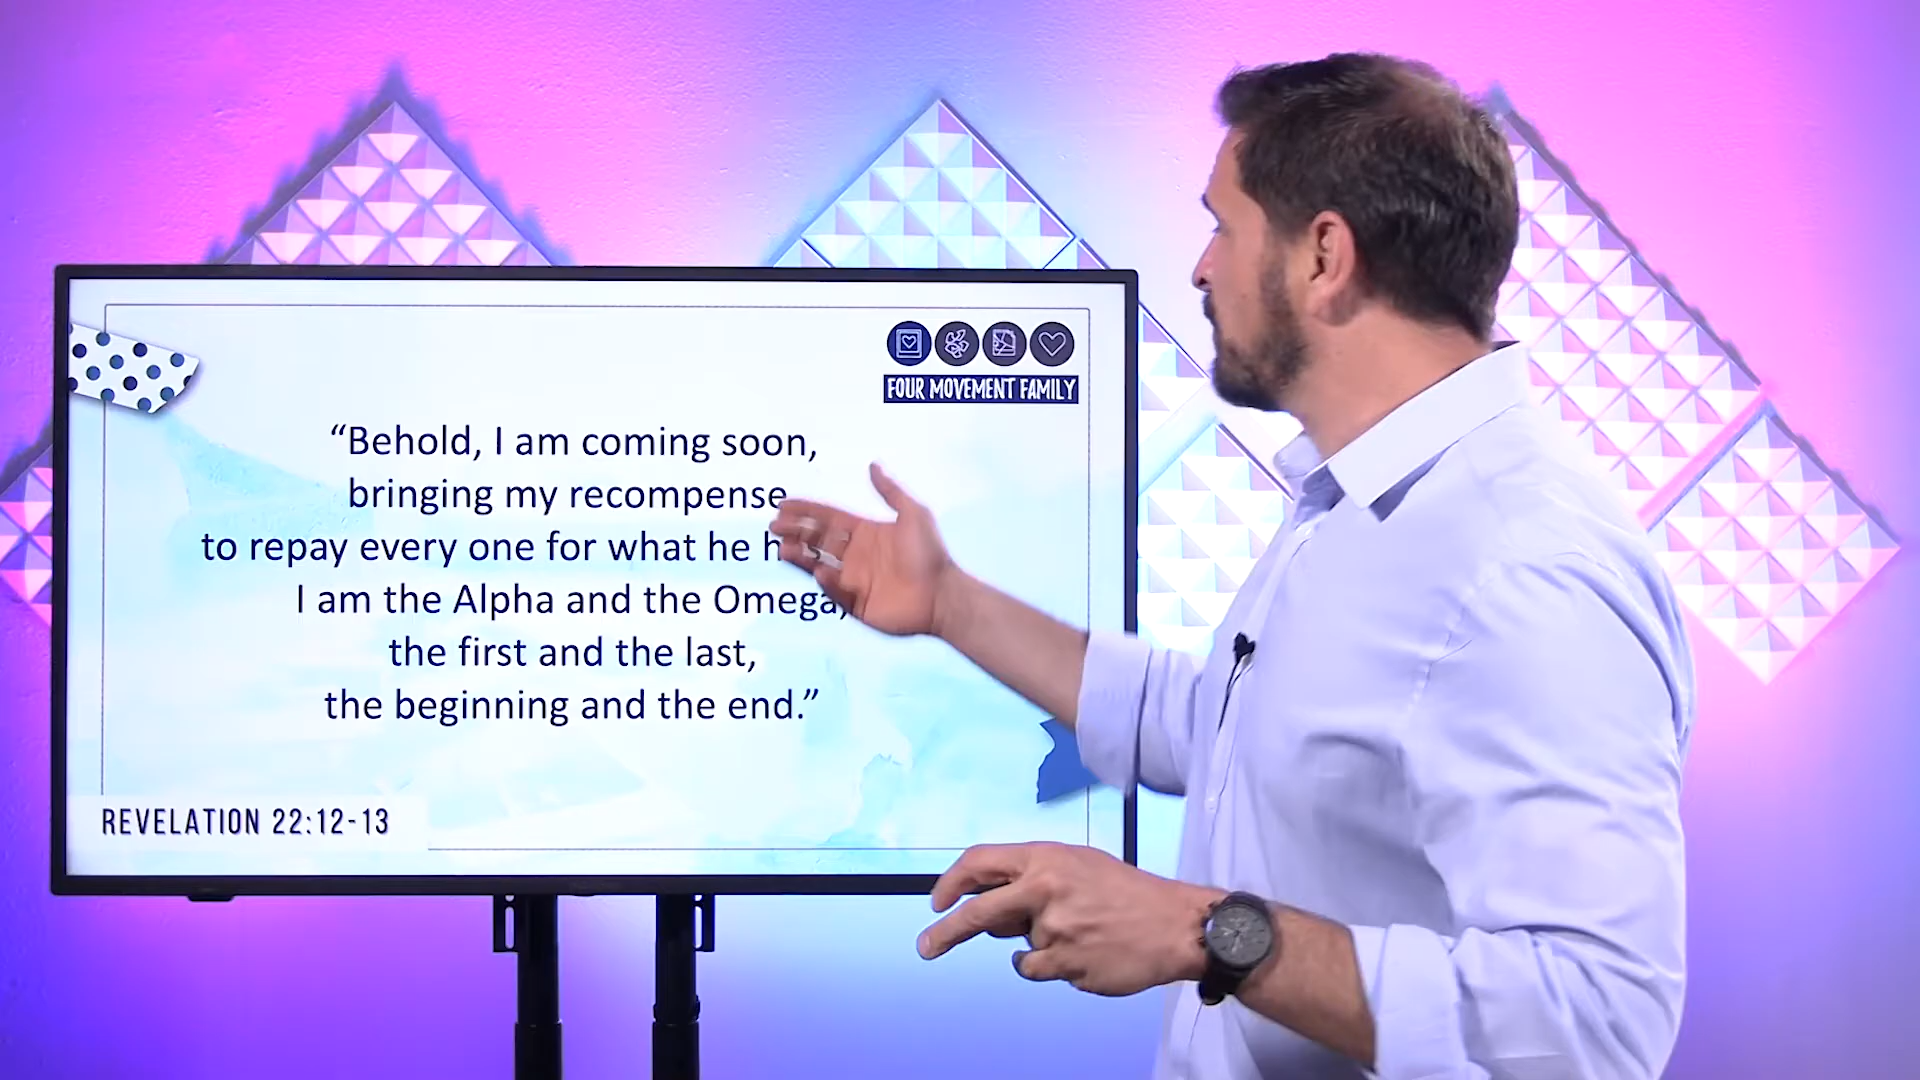 FOUR MOVEMENT FAMILY
“Behold, I am coming soon,
bringing my recompense
to repay every one for what he
I am the Alpha and the Omega,
the first and the last,
the beginning and the end.”
REVELATION 22:12-13